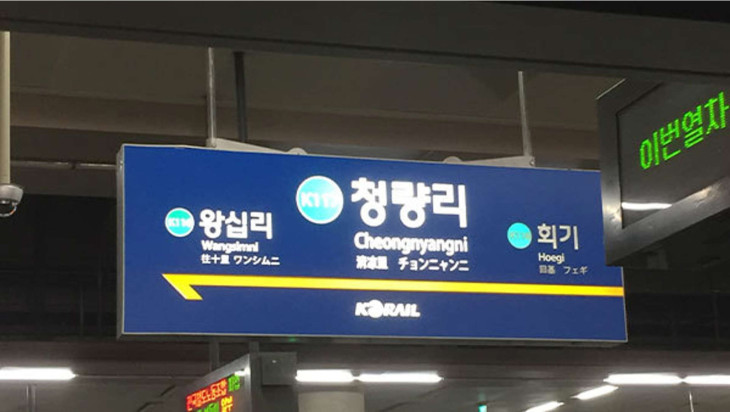 이번열차
K117 청량리
Cheongnyangni
清凉里 チョンニャンニ
왕십리
Wangsimni
往十里 ワンシムニ
회기
Hoegi
回基 フェギ
KORAIL